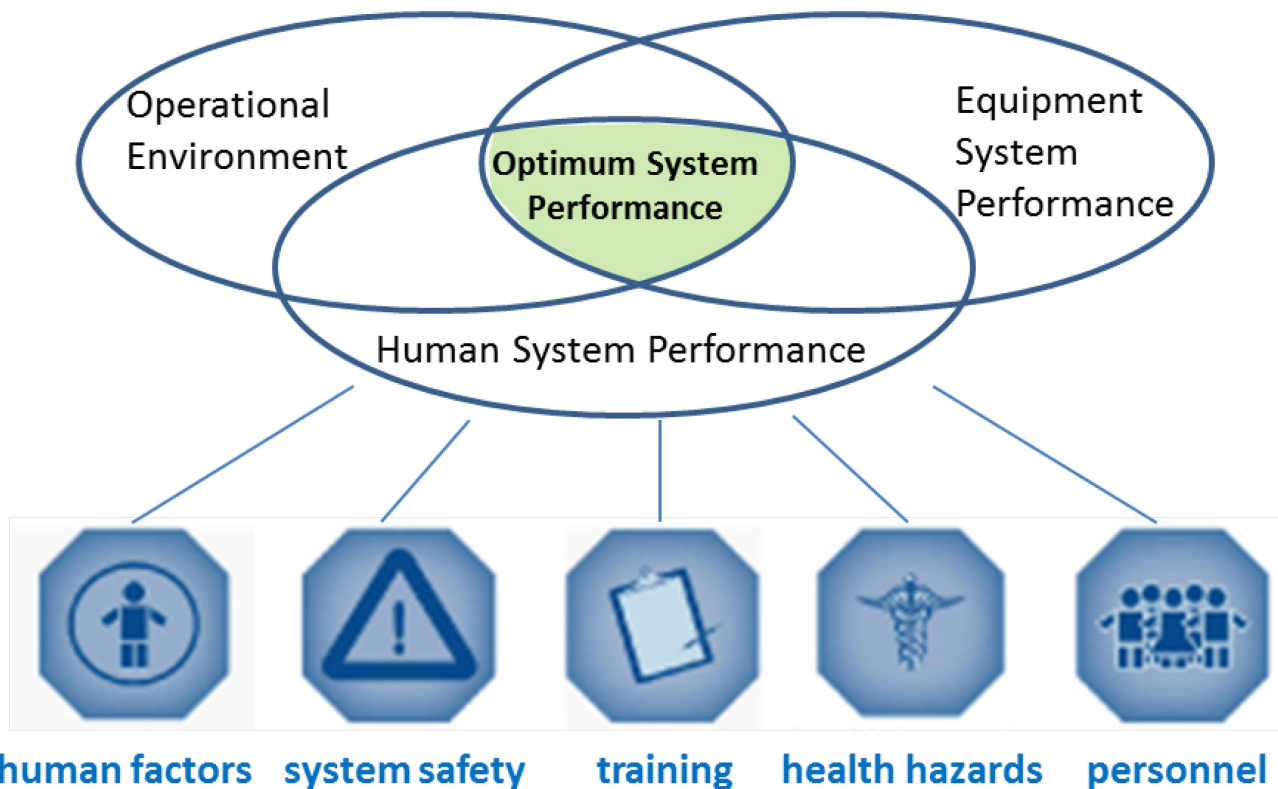 Operational
Environment
Equipment
System
Performance
Optimum System
Performance
Human System Performance
human factors
system safety
training
health hazards
personnel